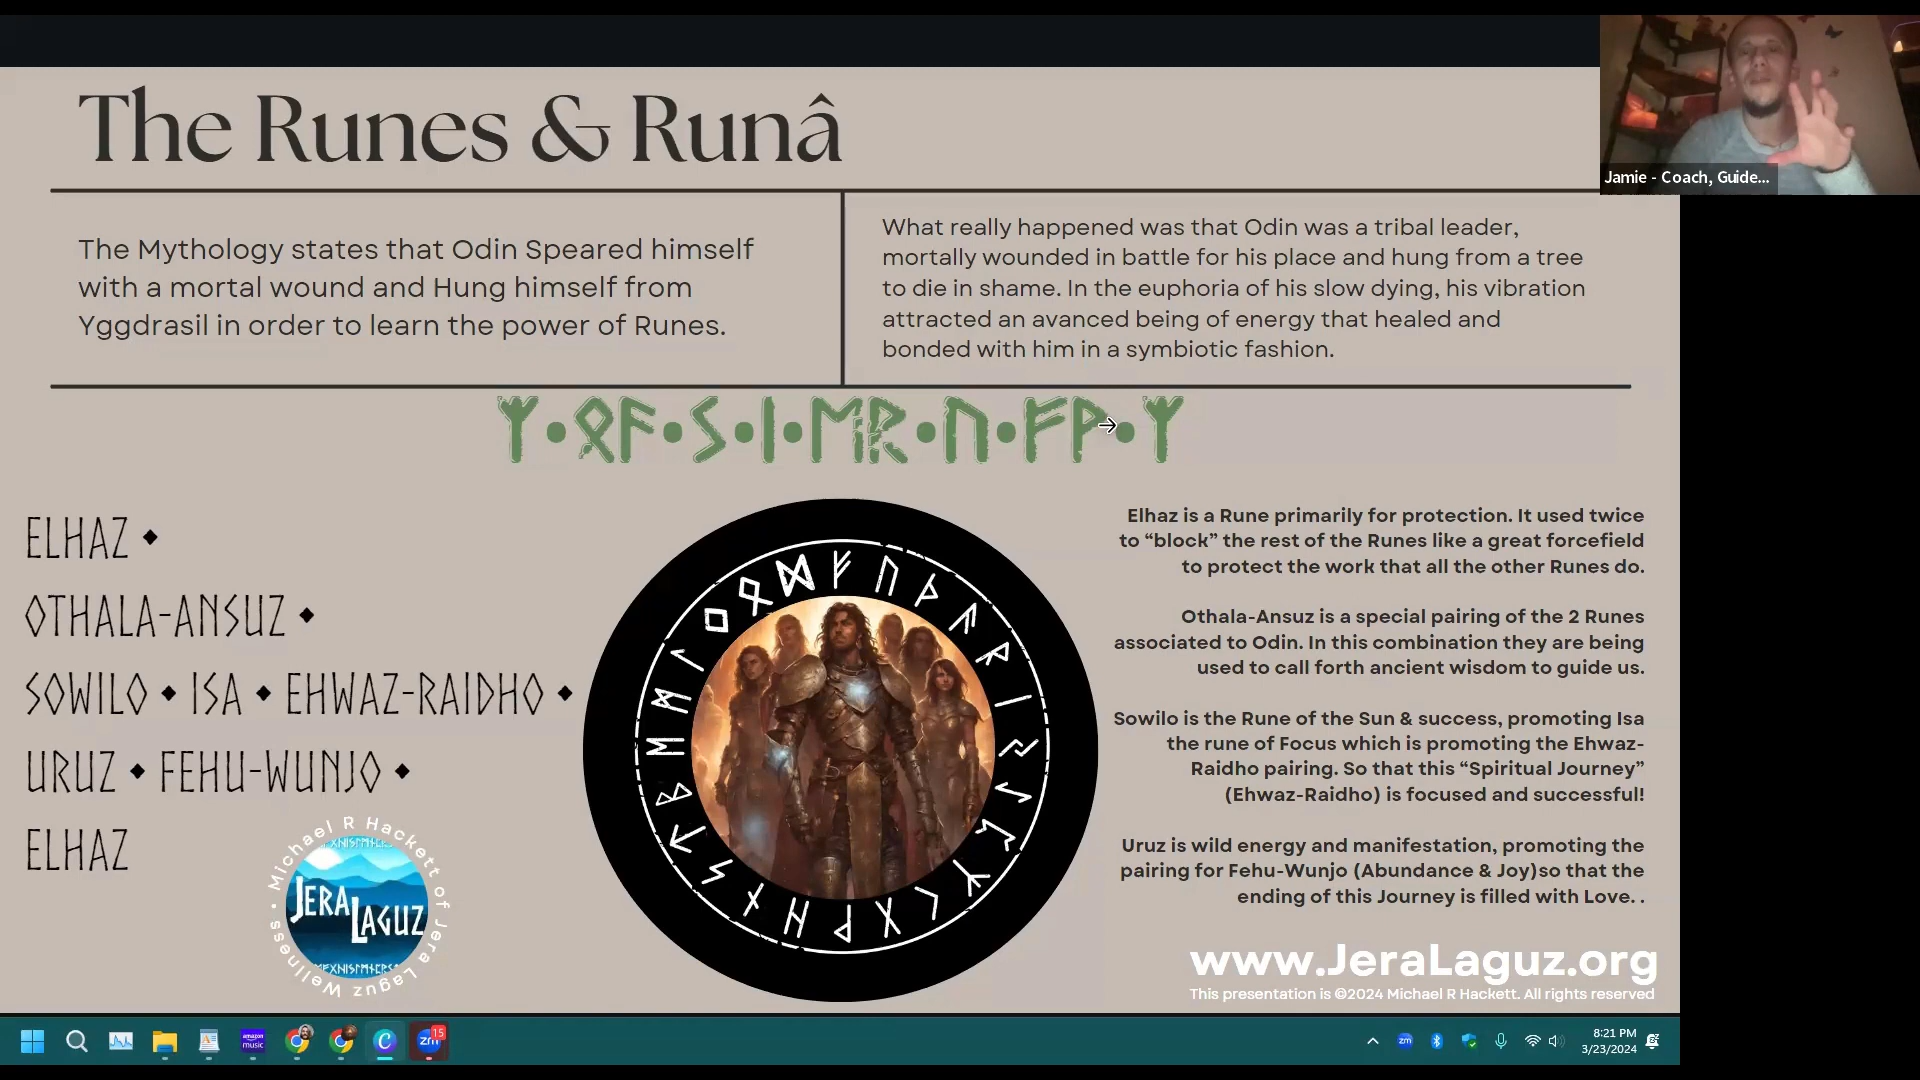 The Runes & Runâ
Jamie - Coach, Guide...
The Mythology states that Odin Speared himself
with a mortal wound and Hung himself from
Yggdrasil in order to learn the power of Runes.
What really happened was that Odin was a tribal leader,
mortally wounded in battle for his place and hung from a tree
to die in shame. In the euphoria of his slow dying, his vibration
attracted an avanced being of energy that healed and
bonded with him in a symbiotic fashion.
ᛉ•ᛟᚨ•ᛊ•ᛁ•ᛖᚱ•ᚢ•ᚠᚹ•ᛉ
ELHAZ ◆
OTHALA-ANSUZ ◆
SOWILO ◆ ISA ◆ EHWAZ-RAIDHO ◆
URUZ ◆ FEHU-WUNJO ◆
ELHAZ
Michael R Hackett of Jera Laguz Wellness •
JERA
LAGUZ
Elhaz is a Rune primarily for protection. It used twice
to “block” the rest of the Runes like a great forcefield
to protect the work that all the other Runes do.
Othala-Ansuz is a special pairing of the 2 Runes
associated to Odin. In this combination they are being
used to call forth ancient wisdom to guide us.
Sowilo is the Rune of the Sun & success, promoting Isa
the rune of Focus which is promoting the Ehwaz-
Raidho pairing. So that this “Spiritual Journey”
(Ehwaz-Raidho) is focused and successful!
Uruz is wild energy and manifestation, promoting the
pairing for Fehu-Wunjo (Abundance & Joy)so that the
ending of this Journey is filled with Love. .
www.JeraLaguz.org
This presentation is ©2024 Michael R Hackett. All rights reserved
amazon
music
zm
15
zm
8:21 PM
3/23/2024